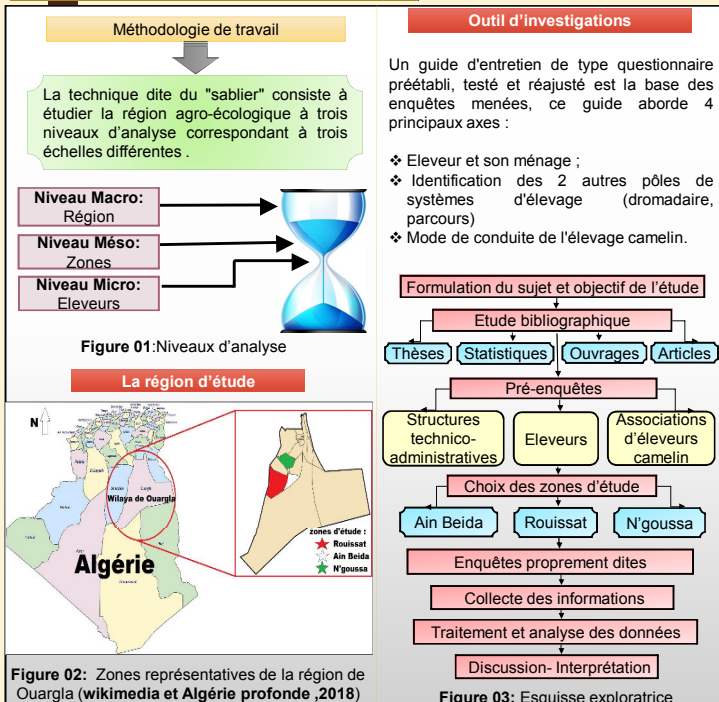 Méthodologie de travail
La technique dite du "sablier" consiste à
étudier la région agro-écologique à trois
niveaux d'analyse correspondant à trois
échelles différentes .
Niveau Macro:
Région
Niveau Méso:
Zones
Niveau Micro:
Eleveurs
Figure 01:Niveaux d'analyse
La région d'étude
N
Wilaya de Ouargla
Algérie
zones d'étude :
Rouissat
Ain Beida
N'goussa
Figure 02: Zones représentatives de la région de
Ouargla (wikimedia et Algérie profonde ,2018)
Outil d'investigations
Un guide d'entretien de type questionnaire
préétabli, testé et réajusté est la base des
enquêtes menées, ce guide aborde 4
principaux axes :
❖ Eleveur et son ménage ;
❖ Identification des 2 autres pôles de
systèmes d'élevage (dromadaire,
parcours)
❖ Mode de conduite de l'élevage camelin.
Formulation du sujet et objectif de l'étude
Etude bibliographique
Thèses Statistiques Ouvrages Articles
Pré-enquêtes
Structures
technico-
administratives
Eleveurs
Associations
d'éleveurs
camelin
Choix des zones d'étude
Ain Beida Rouissat N'goussa
Enquêtes proprement dites
Collecte des informations
Traitement et analyse des données
Discussion- Interprétation
Figure 03: Esquisse exploratrice